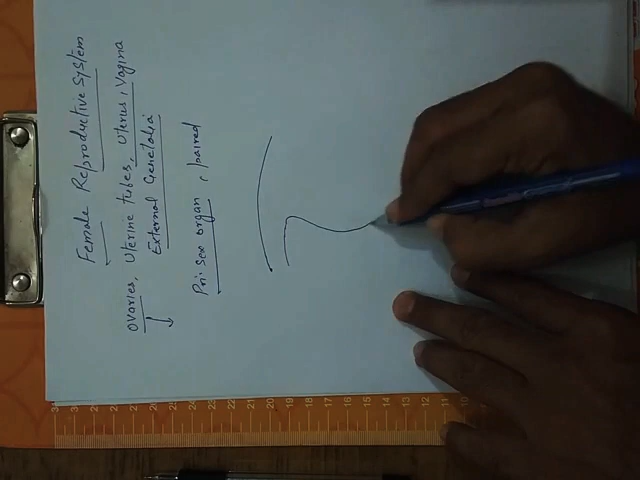 Female Reproductive System
Ovaries, Uterine tubes, Uterus, Vagina
External Genetalia
Pri sex organ, paired